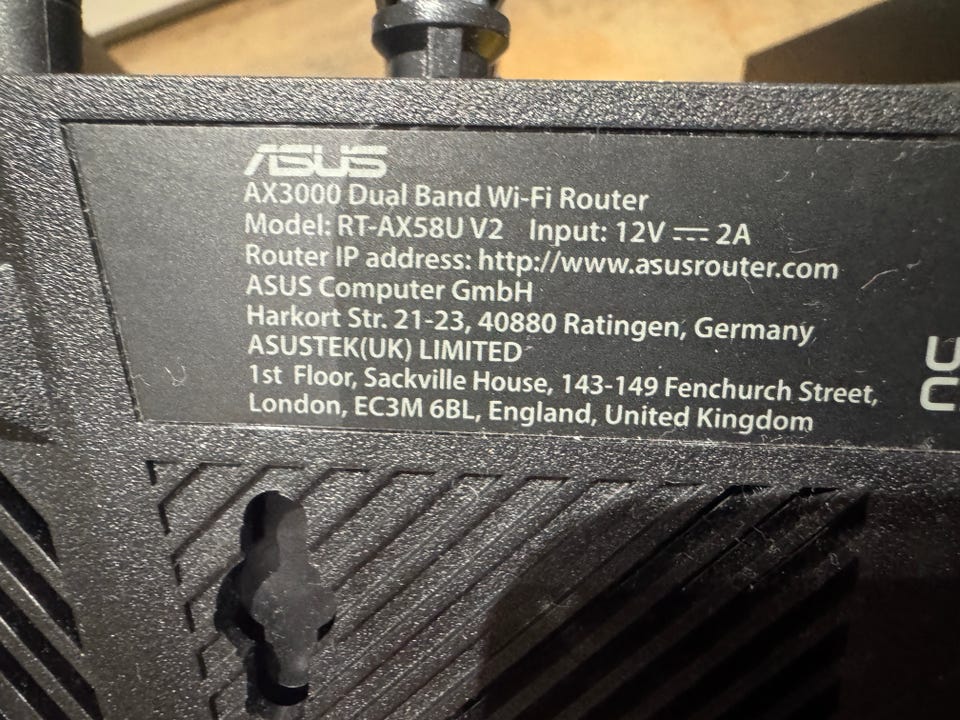 ASUS
AX3000 Dual Band Wi-Fi Router
Model: RT-AX58U V2 Input: 12V ⎓ 2A
Router IP address: http://www.asusrouter.com
ASUS Computer GmbH
Harkort Str. 21-23, 40880 Ratingen, Germany
ASUSTEK(UK) LIMITED
1st Floor, Sackville House, 143-149 Fenchurch Street,
London, EC3M 6BL, England, United Kingdom